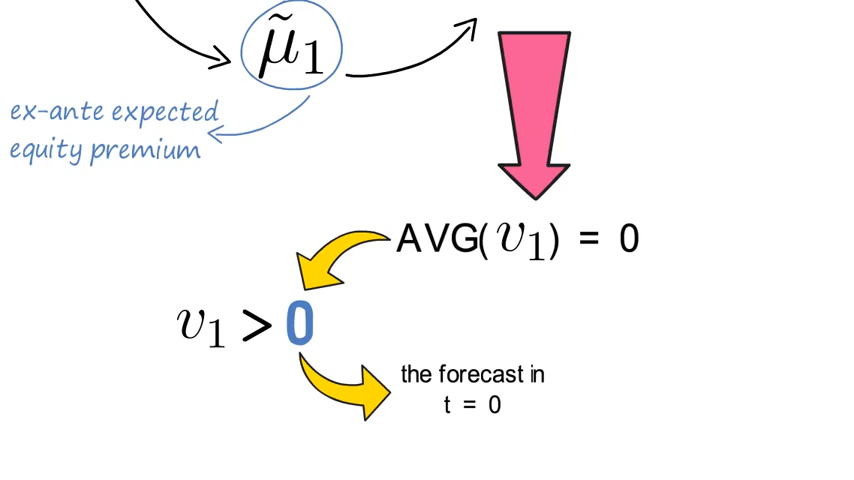 μ̃₁
ex-ante expected
equity premium
AVG(v₁) = 0
v₁ > 0
the forecast in
t = 0